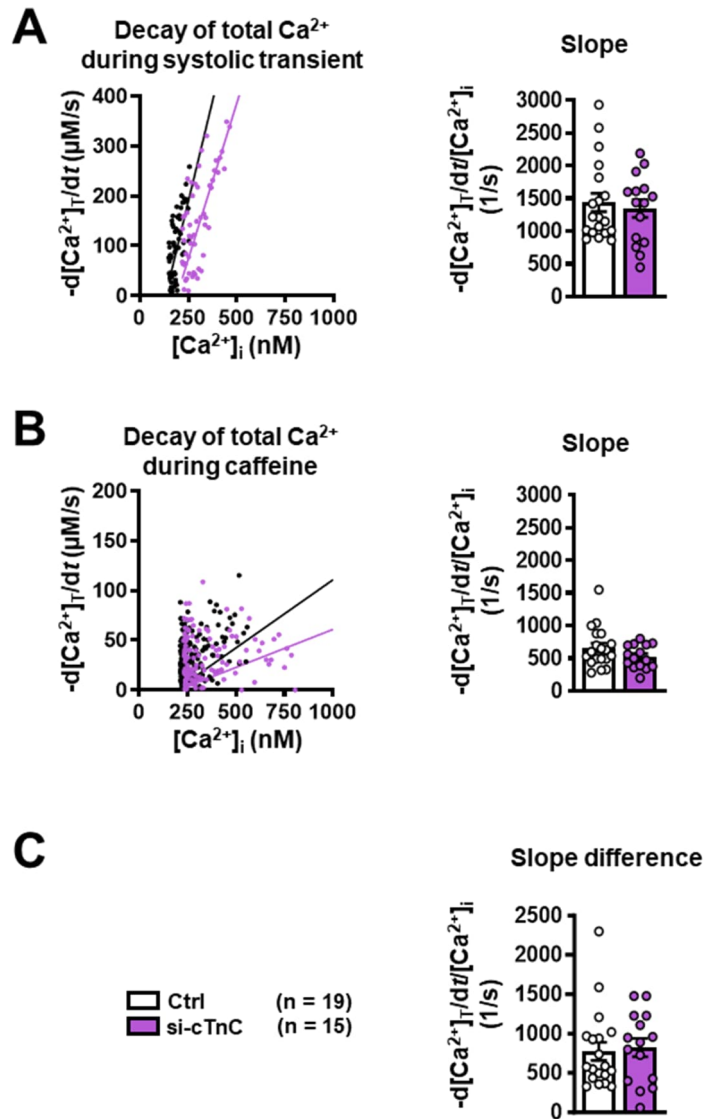 A
Decay of total Ca²⁺
during systolic transient
-d[Ca²⁺]T/dt (µM/s)
400
300
200
100
0
0 250 500 750 1000
[Ca²⁺]i (nM)
Slope
-d[Ca²⁺]T/dt/[Ca²⁺]i
(1/s)
3000
2500
2000
1500
1000
500
0
B
Decay of total Ca²⁺
during caffeine
-d[Ca²⁺]T/dt (µM/s)
200
150
100
50
0
0 250 500 750 1000
[Ca²⁺]i (nM)
Slope
-d[Ca²⁺]T/dt/[Ca²⁺]i
(1/s)
3000
2500
2000
1500
1000
500
0
C
Ctrl (n = 19)
si-cTnC (n = 15)
Slope difference
-d[Ca²⁺]T/dt/[Ca²⁺]i
(1/s)
2500
2000
1500
1000
500
0